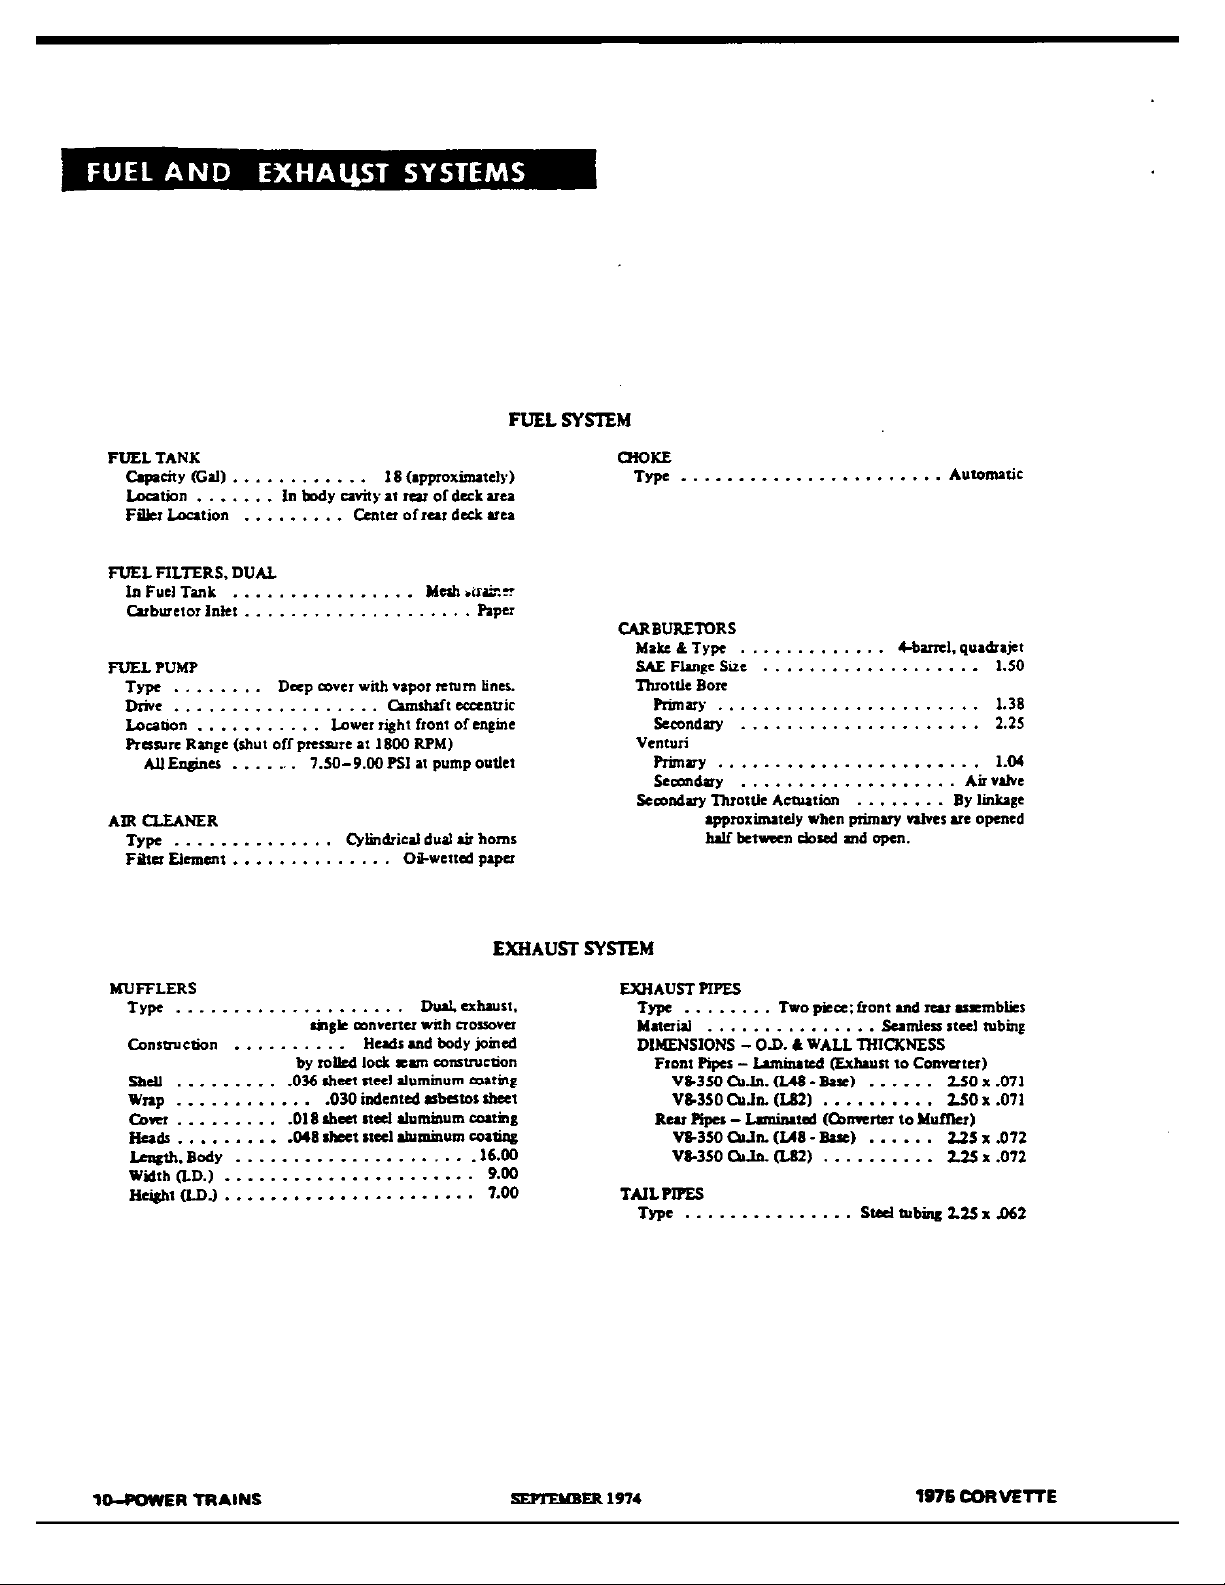 FUEL AND EXHAUST SYSTEMS
FUEL SYSTEM
FUEL TANK
Capacity (Gal) . . . . . . . . . . . . 18 (approximately)
Location . . . . . . . In body cavity at rear of deck area
Filler Location . . . . . . . . . Center of rear deck area
FUEL FILTERS, DUAL
In Fuel Tank . . . . . . . . . . . . . . . . Mesh strainer
Carburetor Inlet . . . . . . . . . . . . . . . . . . . . Paper
FUEL PUMP
Type . . . . . . . . Deep cover with vapor return lines.
Drive . . . . . . . . . . . . . . . . . . Camshaft eccentric
Location . . . . . . . . . . . Lower right front of engine
Pressure Range (shut off pressure at 1800 RPM)
All Engines . . . . . . 7.50–9.00 PSI at pump outlet
AIR CLEANER
Type . . . . . . . . . . . . . . Cylindrical dual air horns
Filter Element . . . . . . . . . . . . . . Oil-wetted paper
CHOKE
Type . . . . . . . . . . . . . . . . . . . . . . . Automatic
CARBURETORS
Make & Type . . . . . . . . . . . . . 4-barrel, quadrajet
SAE Flange Size . . . . . . . . . . . . . . . . . . . 1.50
Throttle Bore
Primary . . . . . . . . . . . . . . . . . . . . . . . 1.38
Secondary . . . . . . . . . . . . . . . . . . . . . 2.25
Venturi
Primary . . . . . . . . . . . . . . . . . . . . . . . 1.04
Secondary . . . . . . . . . . . . . . . . . . . Air valve
Secondary Throttle Actuation . . . . . . . . By linkage
approximately when primary valves are opened
half between closed and open.
EXHAUST SYSTEM
MUFFLERS
Type . . . . . . . . . . . . . . . . . . . . Dual, exhaust,
single converter with crossover
Construction . . . . . . . . . . Heads and body joined
by rolled lock seam construction
Shell . . . . . . . . . .036 sheet steel aluminum coating
Wrap . . . . . . . . . . . . .030 indented asbestos sheet
Cover . . . . . . . . . .018 sheet steel aluminum coating
Heads . . . . . . . . . .048 sheet steel aluminum coating
Length, Body . . . . . . . . . . . . . . . . . . . . . 16.00
Width (I.D.) . . . . . . . . . . . . . . . . . . . . . . 9.00
Height (I.D.) . . . . . . . . . . . . . . . . . . . . . . 7.00
EXHAUST PIPES
Type . . . . . . . . Two piece; front and rear assemblies
Material . . . . . . . . . . . . . . . Seamless steel tubing
DIMENSIONS – O.D. & WALL THICKNESS
Front Pipes – Laminated (Exhaust to Converter)
V8-350 Cu.In. (L48 - Base) . . . . . . 2.50 x .071
V8-350 Cu.In. (L82) . . . . . . . . . . 2.50 x .071
Rear Pipes – Laminated (Converter to Muffler)
V8-350 Cu.In. (L48 - Base) . . . . . . 2.25 x .072
V8-350 Cu.In. (L82) . . . . . . . . . . 2.25 x .072
TAIL PIPES
Type . . . . . . . . . . . . . . . Steel tubing 2.25 x .062
10–POWER TRAINS
SEPTEMBER 1974
1975 CORVETTE